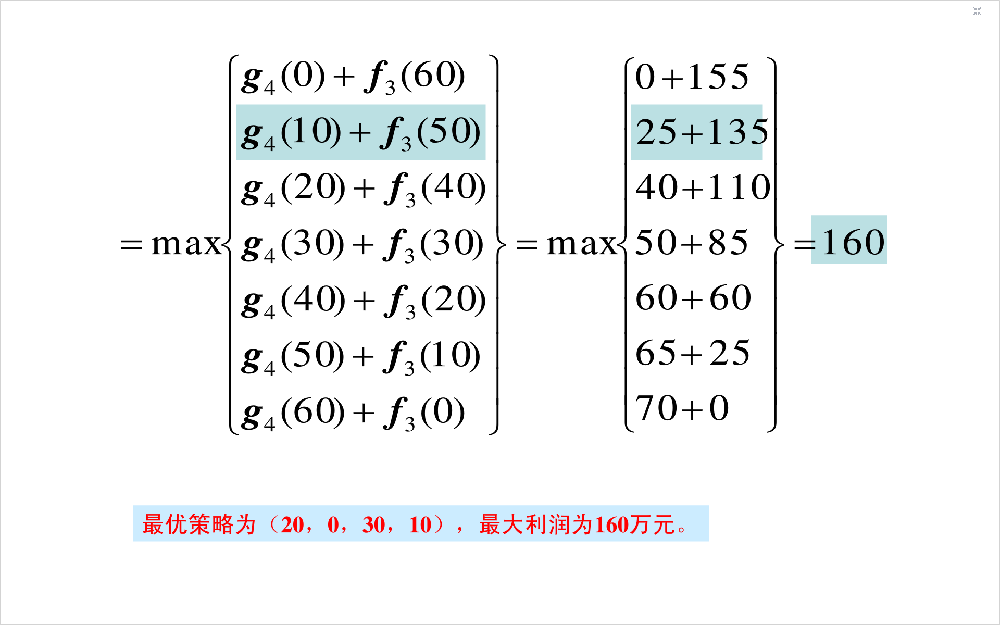 g₄(0)+f₃(60)
g₄(10)+f₃(50)
g₄(20)+f₃(40)
=max{ g₄(30)+f₃(30) }
g₄(40)+f₃(20)
g₄(50)+f₃(10)
g₄(60)+f₃(0)
0+155
25+135
40+110
=max{ 50+85 } =160
60+60
65+25
70+0
最优策略为（20，0，30，10），最大利润为160万元。